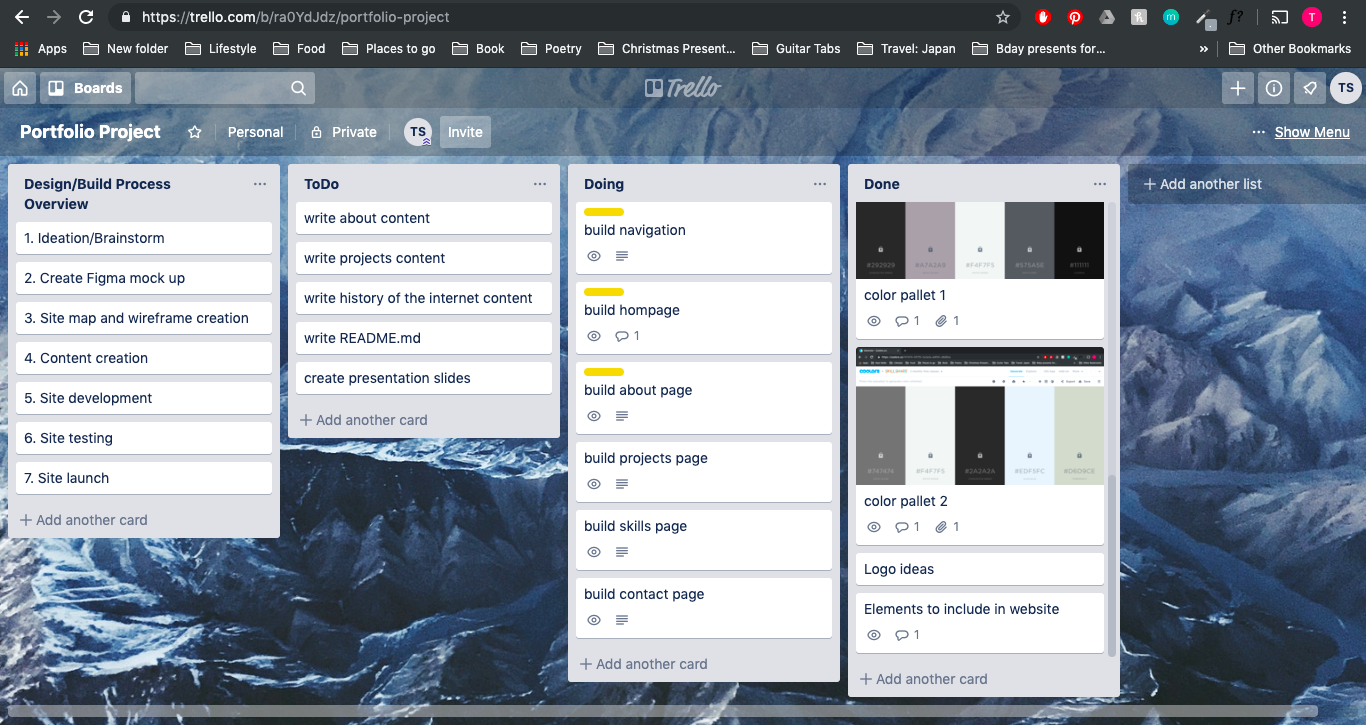 https://trello.com/b/ra0YdJdz/portfolio-project
Apps New folder Lifestyle Food Places to go Book Poetry Christmas Present... Guitar Tabs Travel: Japan Bday presents for... » Other Bookmarks
Boards Trello TS
Portfolio Project Personal Private TS Invite ... Show Menu
Design/Build Process
Overview
1. Ideation/Brainstorm
2. Create Figma mock up
3. Site map and wireframe creation
4. Content creation
5. Site development
6. Site testing
7. Site launch
+ Add another card
ToDo
write about content
write projects content
write history of the internet content
write README.md
create presentation slides
+ Add another card
Doing
build navigation
build hompage
1
build about page
build projects page
build skills page
build contact page
+ Add another card
Done
#292929 #A7A2A9 #F4F7F5 #575A5E #111111
color pallet 1
1 1
#747474 #F4F7F5 #2A2A2A #EDF5FC #D6D9CE
color pallet 2
1 1
Logo ideas
Elements to include in website
1
+ Add another card
+ Add another list